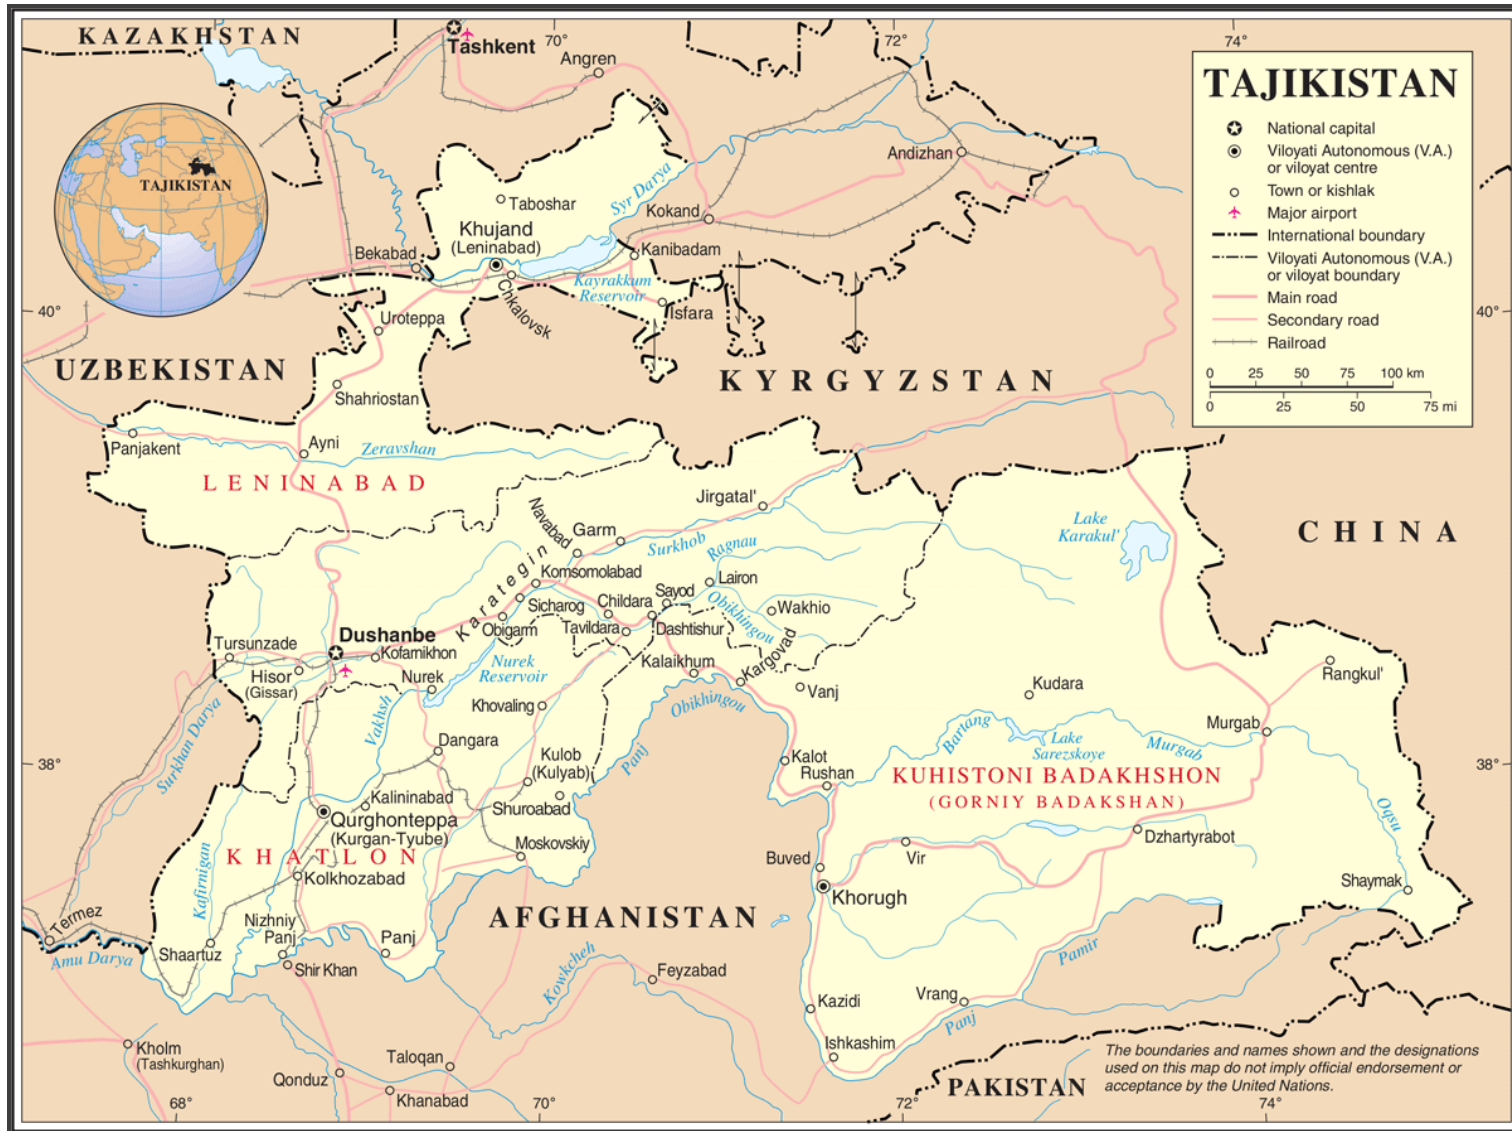 KAZAKHSTAN
Tashkent
70°
72°
74°
Angren
TAJIKISTAN
National capital
Viloyati Autonomous (V.A.)
or viloyat centre
Town or kishlak
Major airport
International boundary
Viloyati Autonomous (V.A.)
or viloyat boundary
Main road
Secondary road
Railroad
0 25 50 75 100 km
0 25 50 75 mi
TAJIKISTAN
Andizhan
Taboshar
Syr Darya
Kokand
Khujand
(Leninabad)
Bekabad
Kanibadam
Kayrakkum
Reservoir
Chkalovsk
Isfara
40°
40°
Uroteppa
UZBEKISTAN
KYRGYZSTAN
Shahriostan
Panjakent
Ayni
Zeravshan
LENINABAD
Jirgatal'
Navabad
Garm
Surkhob
Ragnau
Lake
Karakul'
CHINA
Karategin
Komsomolabad
Lairon
Sayod
Sicharog
Childara
Obikhingou
Wakhio
Obigarm
Tavildara
Dashtishur
Dushanbe
Tursunzade
Kofarnikhon
Hisor
(Gissar)
Nurek
Nurek
Reservoir
Kalaikhum
Kargovad
Vanj
Kudara
Rangkul'
Khovaling
Obikhingou
Vakhsh
Surkhan Darya
Dangara
Panj
Bartang
Lake
Sarezskoye
Murgab
Murgab
38°
38°
Kulob
(Kulyab)
Kalot
Rushan
KUHISTONI BADAKHSHON
(GORNIY BADAKSHAN)
Kalininabad
Shuroabad
Qurghonteppa
(Kurgan-Tyube)
Moskovskiy
Oqsu
Dzhartyrabot
KHATLON
Kafirnigan
Kolkhozabad
Buved
Vir
Khorugh
Shaymak
Termez
Nizhniy
Panj
Panj
AFGHANISTAN
Amu Darya
Shaartuz
Shir Khan
Kowkcheh
Feyzabad
Pamir
Kazidi
Vrang
Panj
Kholm
(Tashkurghan)
Taloqan
Ishkashim
Qonduz
Khanabad
PAKISTAN
The boundaries and names shown and the designations
used on this map do not imply official endorsement or
acceptance by the United Nations.
68°
70°
72°
74°